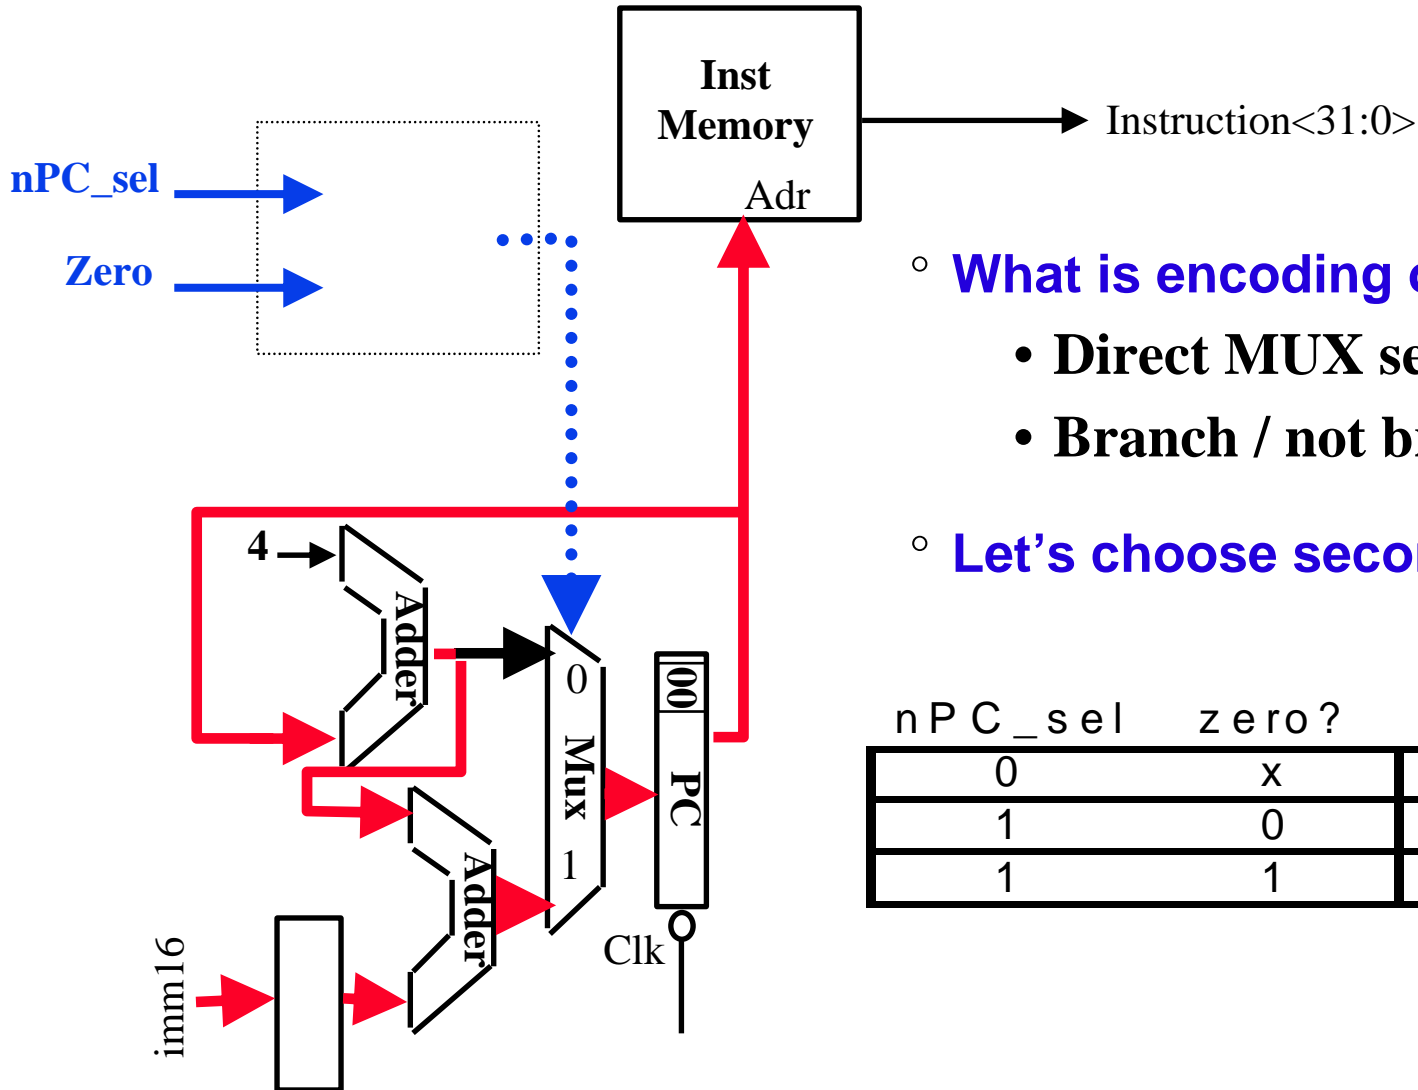 Inst
Memory
Adr
Instruction<31:0>
nPC_sel
Zero
° What is encoding
• Direct MUX se
• Branch / not b
° Let’s choose seco
4
Adder
0
Mux
1
00
PC
Adder
Clk
imm16
nPC_sel zero?
0 x
1 0
1 1